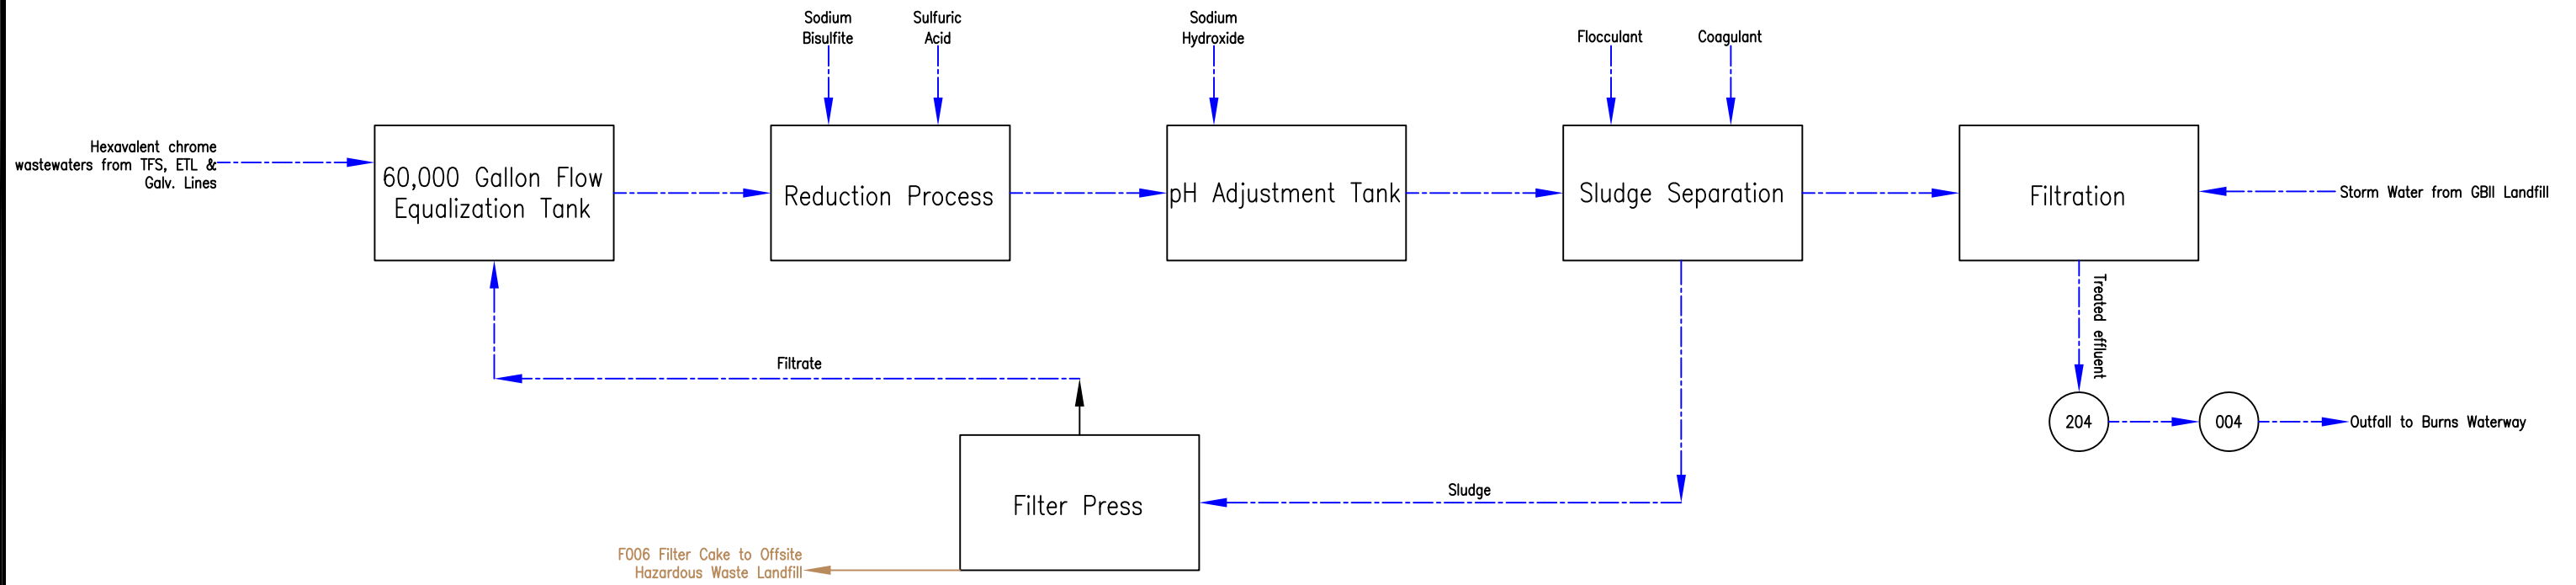 Sodium
Bisulfite
Sulfuric
Acid
Sodium
Hydroxide
Flocculant
Coagulant
Hexavalent chrome
wastewaters from TFS, ETL &
Galv. Lines
60,000 Gallon Flow
Equalization Tank
Reduction Process
pH Adjustment Tank
Sludge Separation
Filtration
Storm Water from GBII Landfill
Treated effluent
Filtrate
204
004
Outfall to Burns Waterway
Sludge
Filter Press
F006 Filter Cake to Offsite
Hazardous Waste Landfill